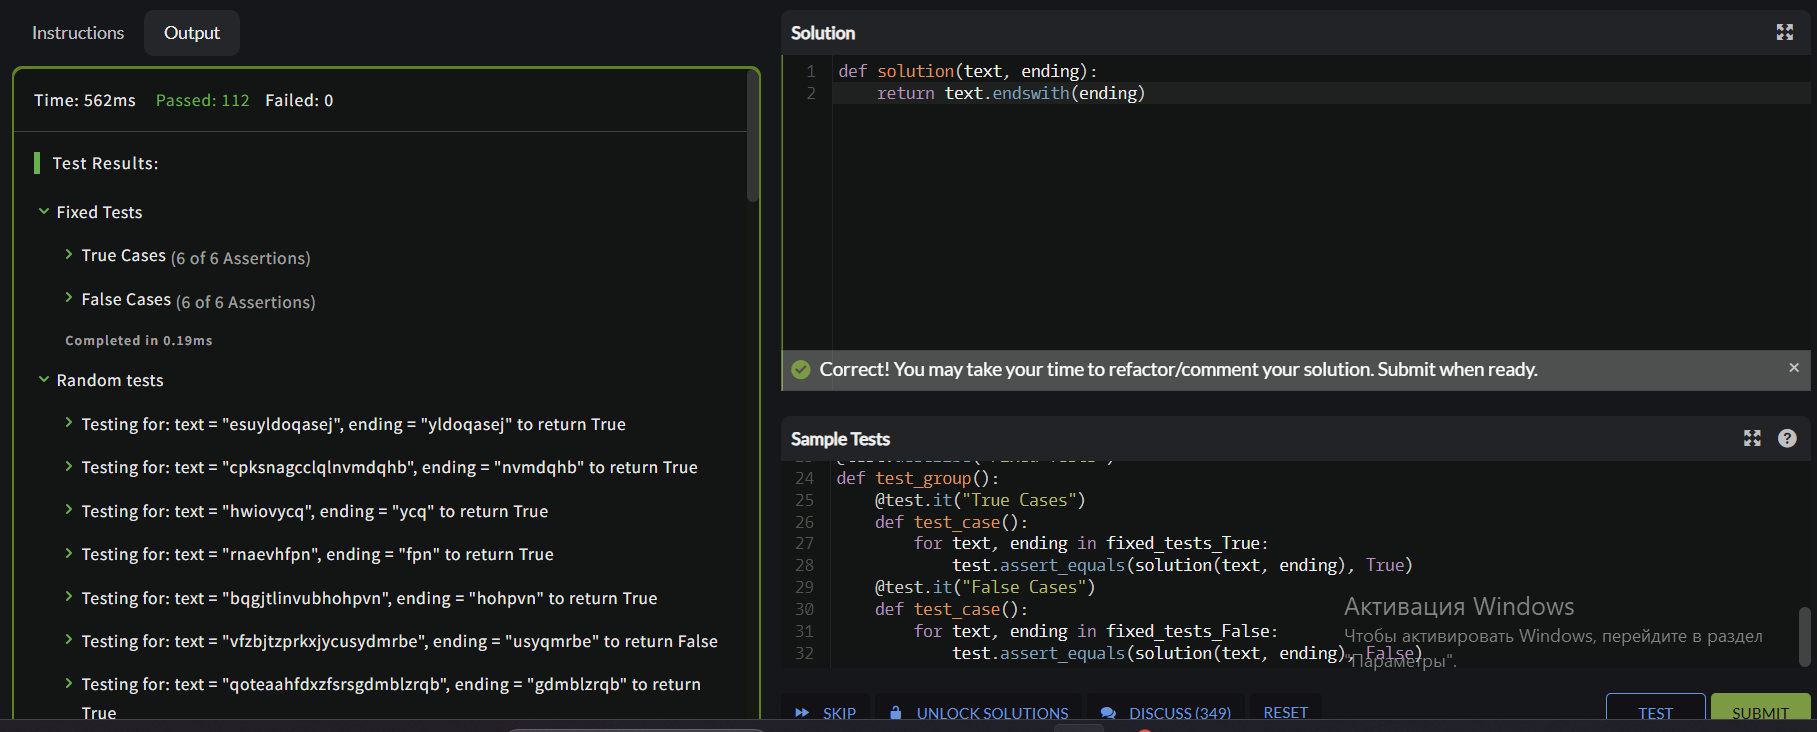 Instructions
Output
Time: 562ms Passed: 112 Failed: 0
Test Results:
Fixed Tests
True Cases (6 of 6 Assertions)
False Cases (6 of 6 Assertions)
Completed in 0.19ms
Random tests
Testing for: text = "esuyldoqasej", ending = "yldoqasej" to return True
Testing for: text = "cpksnagcclqlnvmdqhb", ending = "nvmdqhb" to return True
Testing for: text = "hwiovycq", ending = "ycq" to return True
Testing for: text = "rnaevhfpn", ending = "fpn" to return True
Testing for: text = "bqgjtlinvubhohpvn", ending = "hohpvn" to return True
Testing for: text = "vfzbjtzprkxjycusydmrbe", ending = "usyqmrbe" to return False
Testing for: text = "qoteaahfdxzfsrsgdmblzrqb", ending = "gdmblzrqb" to return
True
Solution
1 def solution(text, ending):
2 return text.endswith(ending)
Correct! You may take your time to refactor/comment your solution. Submit when ready.
Sample Tests
24 def test_group():
25 @test.it("True Cases")
26 def test_case():
27 for text, ending in fixed_tests_True:
28 test.assert_equals(solution(text, ending), True)
29 @test.it("False Cases")
30 def test_case():
31 for text, ending in fixed_tests_False:
32 test.assert_equals(solution(text, ending), False)
Активация Windows
Чтобы активировать Windows, перейдите в раздел
"Параметры".
SKIP
UNLOCK SOLUTIONS
DISCUSS (349)
RESET
TEST
SUBMIT